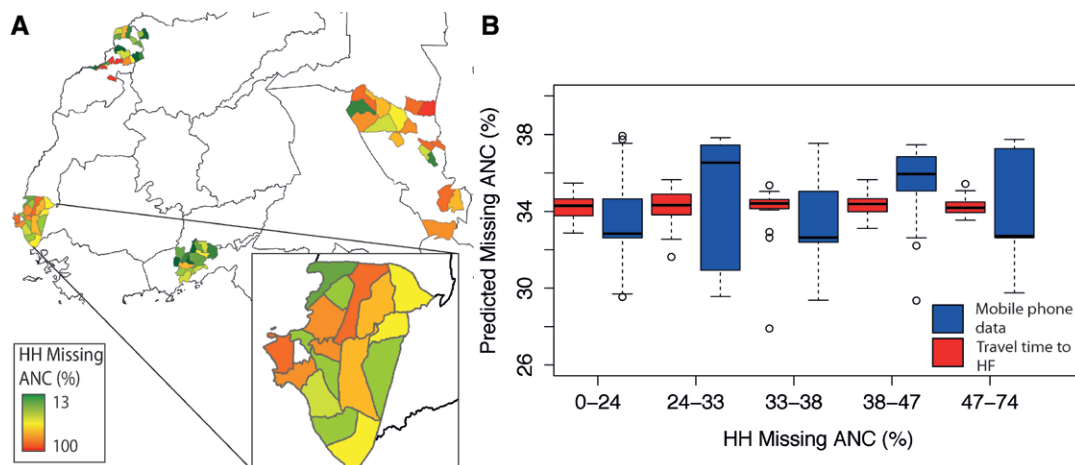 A
HH Missing
ANC (%)
13
100
B
Predicted Missing ANC (%)
38
34
30
26
Mobile phone
data
Travel time to
HF
0–24
24–33
33–38
38–47
47–74
HH Missing ANC (%)